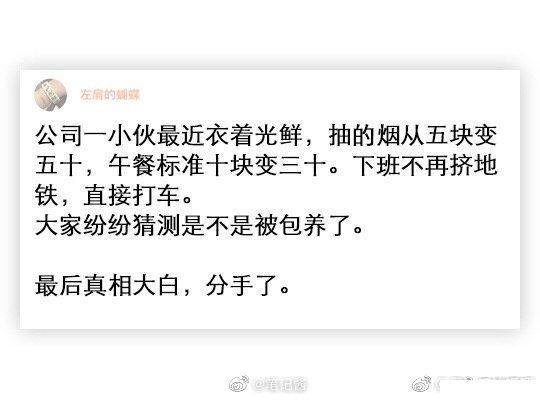 左肩的蝴蝶
公司一小伙最近衣着光鲜，抽的烟从五块变
五十，午餐标准十块变三十。下班不再挤地
铁，直接打车。
大家纷纷猜测是不是被包养了。
最后真相大白，分手了。
@笔记酱